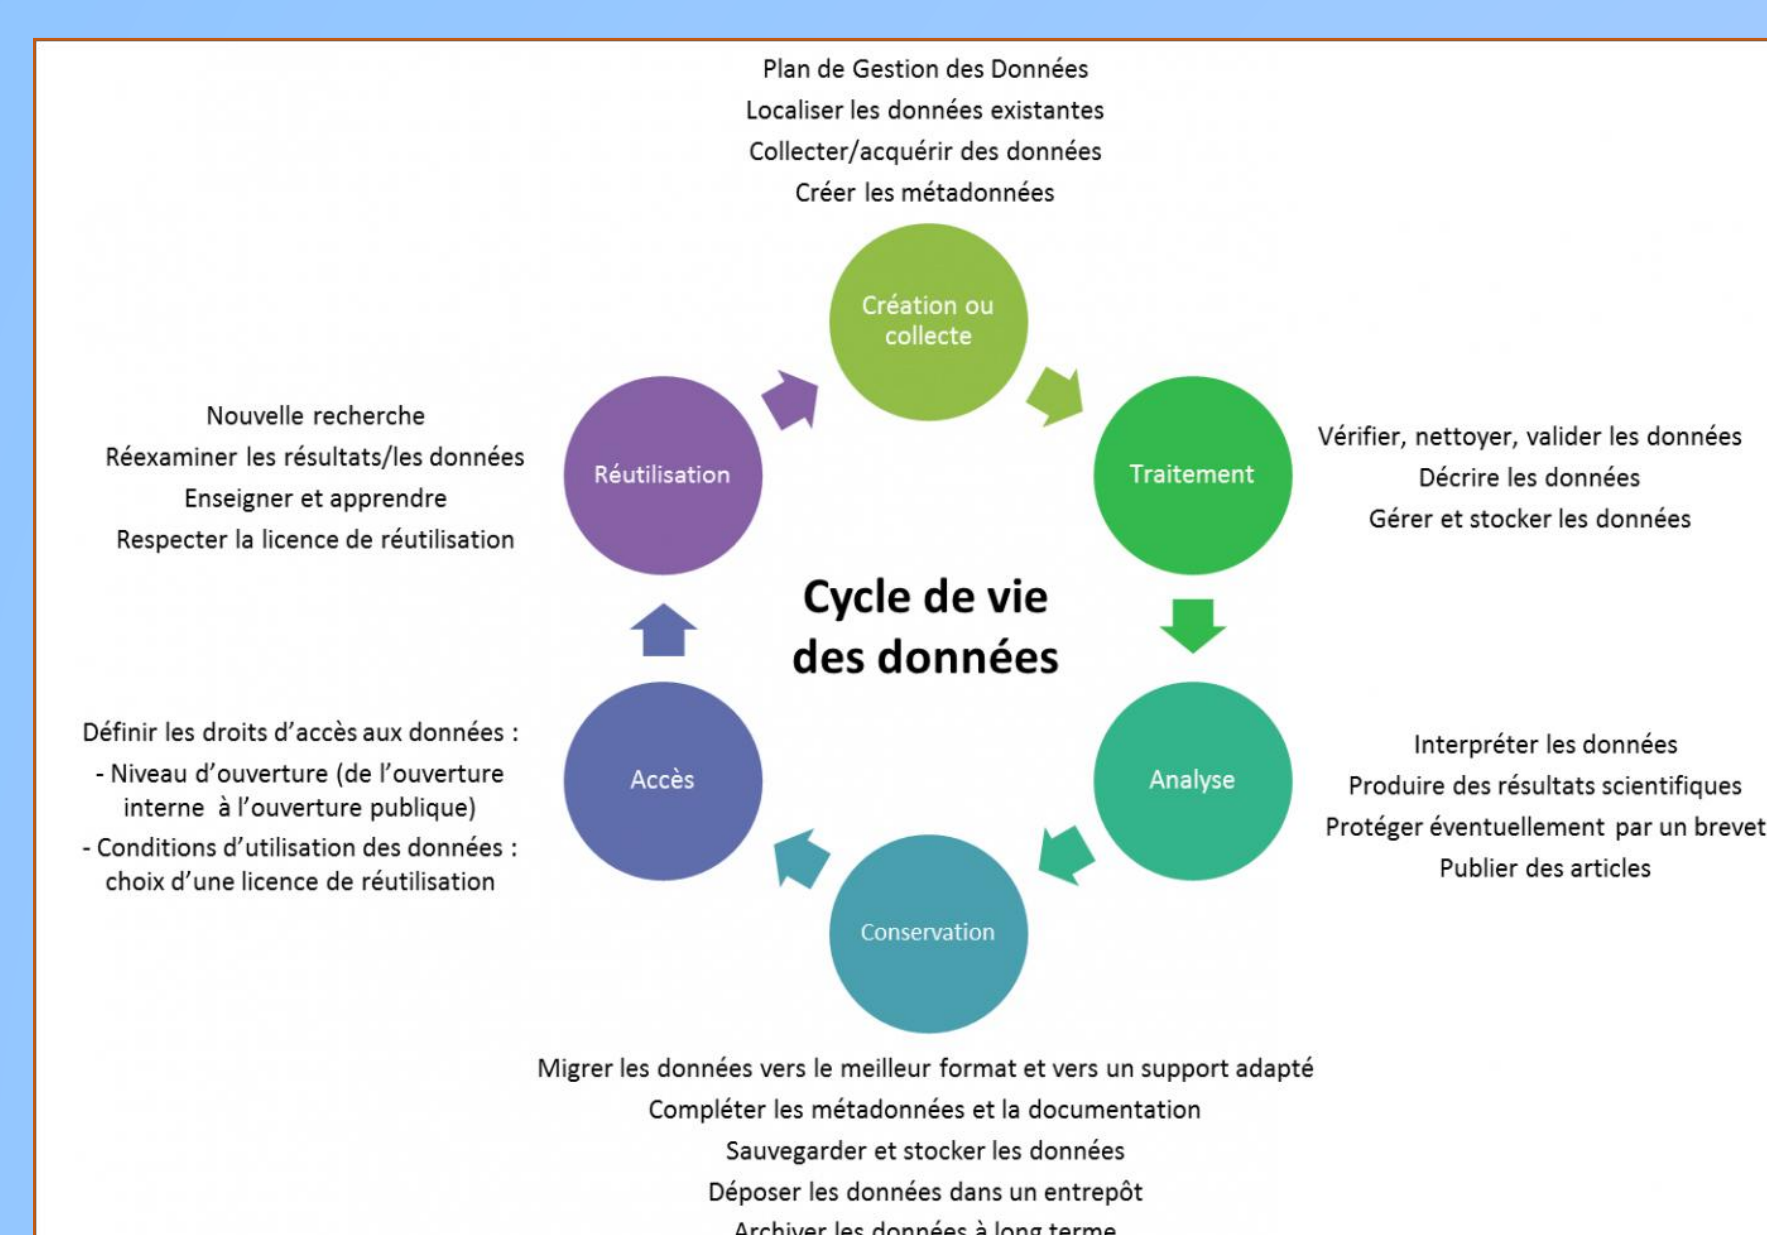 Plan de Gestion des Données
Localiser les données existantes
Collecter/acquérir des données
Créer les métadonnées
Création ou
collecte
Traitement
Vérifier, nettoyer, valider les données
Décrire les données
Gérer et stocker les données
Analyse
Interpréter les données
Produire des résultats scientifiques
Protéger éventuellement par un brevet
Publier des articles
Conservation
Migrer les données vers le meilleur format et vers un support adapté
Compléter les métadonnées et la documentation
Sauvegarder et stocker les données
Déposer les données dans un entrepôt
Archiver les données à long terme
Accès
Définir les droits d’accès aux données :
- Niveau d’ouverture (de l’ouverture
interne à l’ouverture publique)
- Conditions d’utilisation des données :
choix d’une licence de réutilisation
Réutilisation
Nouvelle recherche
Réexaminer les résultats/les données
Enseigner et apprendre
Respecter la licence de réutilisation
Cycle de vie
des données